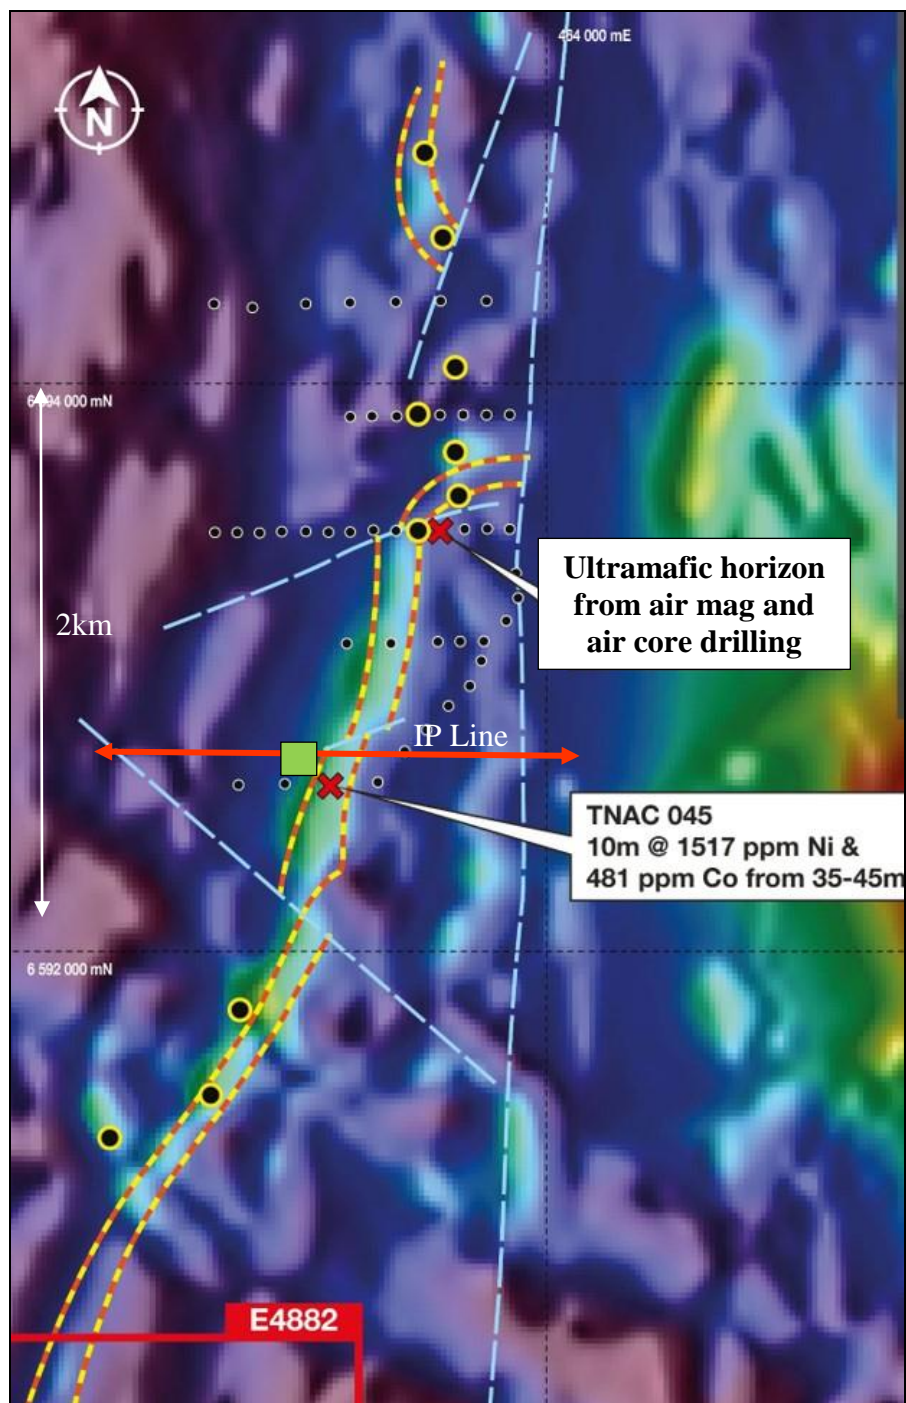 464 000 mE
N
6 594 000 mN
Ultramafic horizon
from air mag and
air core drilling
2km
IP Line
TNAC 045
10m @ 1517 ppm Ni &
481 ppm Co from 35-45m
6 592 000 mN
E4882